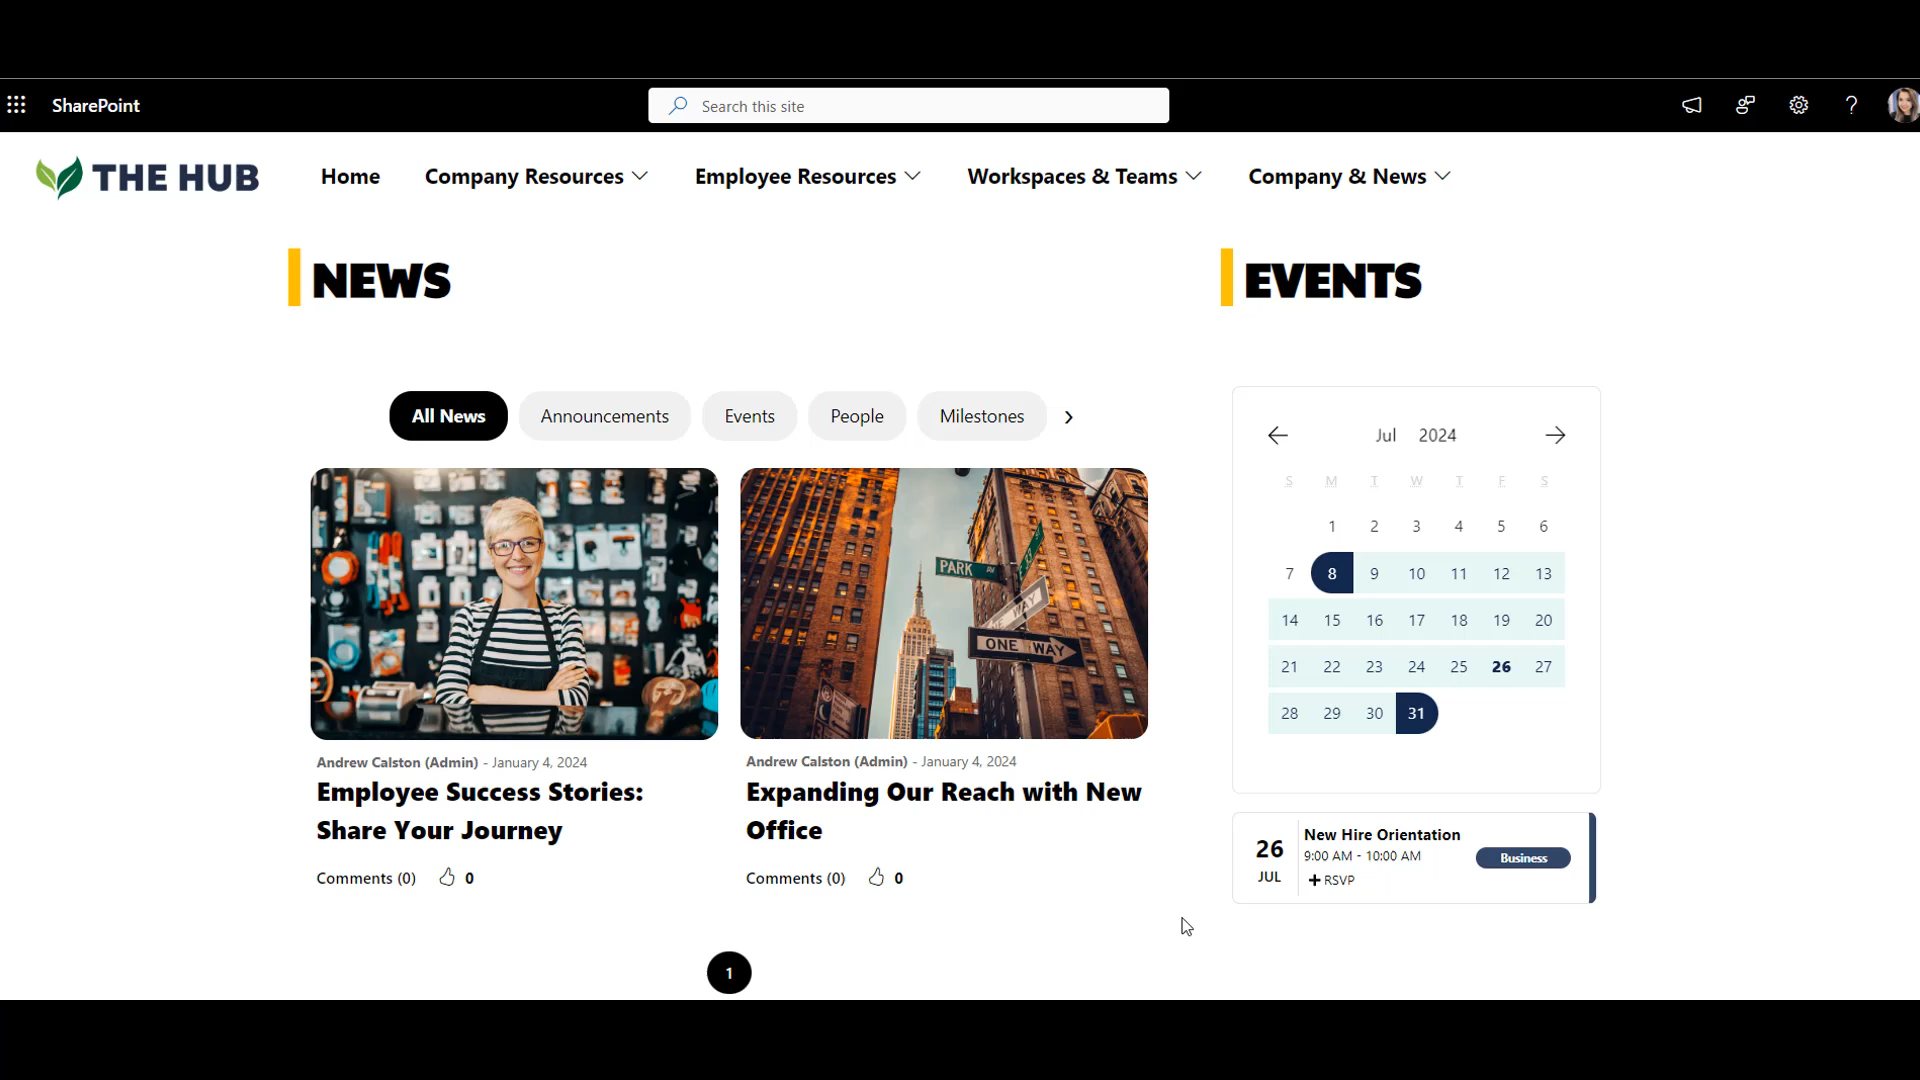 SharePoint
Search this site
THE HUB
Home
Company Resources
Employee Resources
Workspaces & Teams
Company & News
NEWS
EVENTS
All News
Announcements
Events
People
Milestones
PARK AV
ONE WAY
Andrew Calston (Admin) - January 4, 2024
Employee Success Stories:
Share Your Journey
Comments (0) 0
Andrew Calston (Admin) - January 4, 2024
Expanding Our Reach with New
Office
Comments (0) 0
1
Jul 2024
S M T W T F S
1 2 3 4 5 6
7 8 9 10 11 12 13
14 15 16 17 18 19 20
21 22 23 24 25 26 27
28 29 30 31
26
JUL
New Hire Orientation
9:00 AM - 10:00 AM
+ RSVP
Business